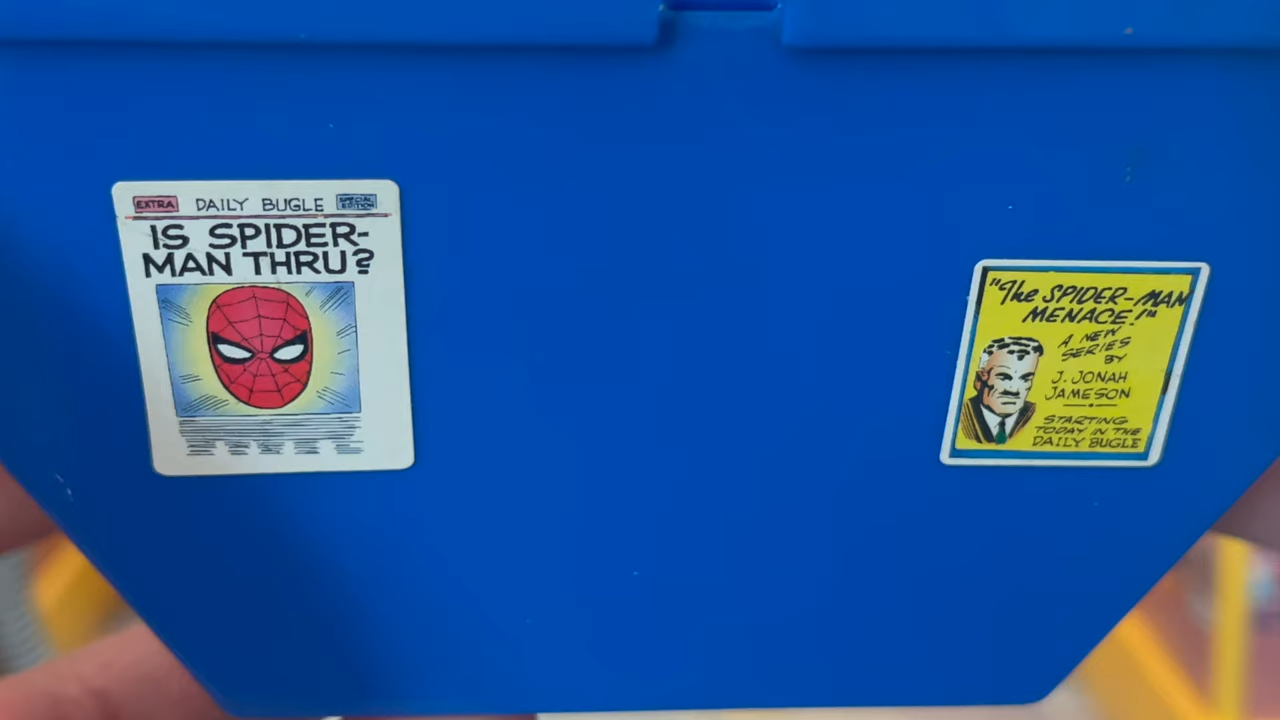 EXTRA DAILY BUGLE SPECIAL EDITION
IS SPIDER-
MAN THRU?
"The SPIDER-MAN
MENACE!"
A NEW
SERIES
BY
J. JONAH
JAMESON
STARTING
TODAY IN THE
DAILY BUGLE